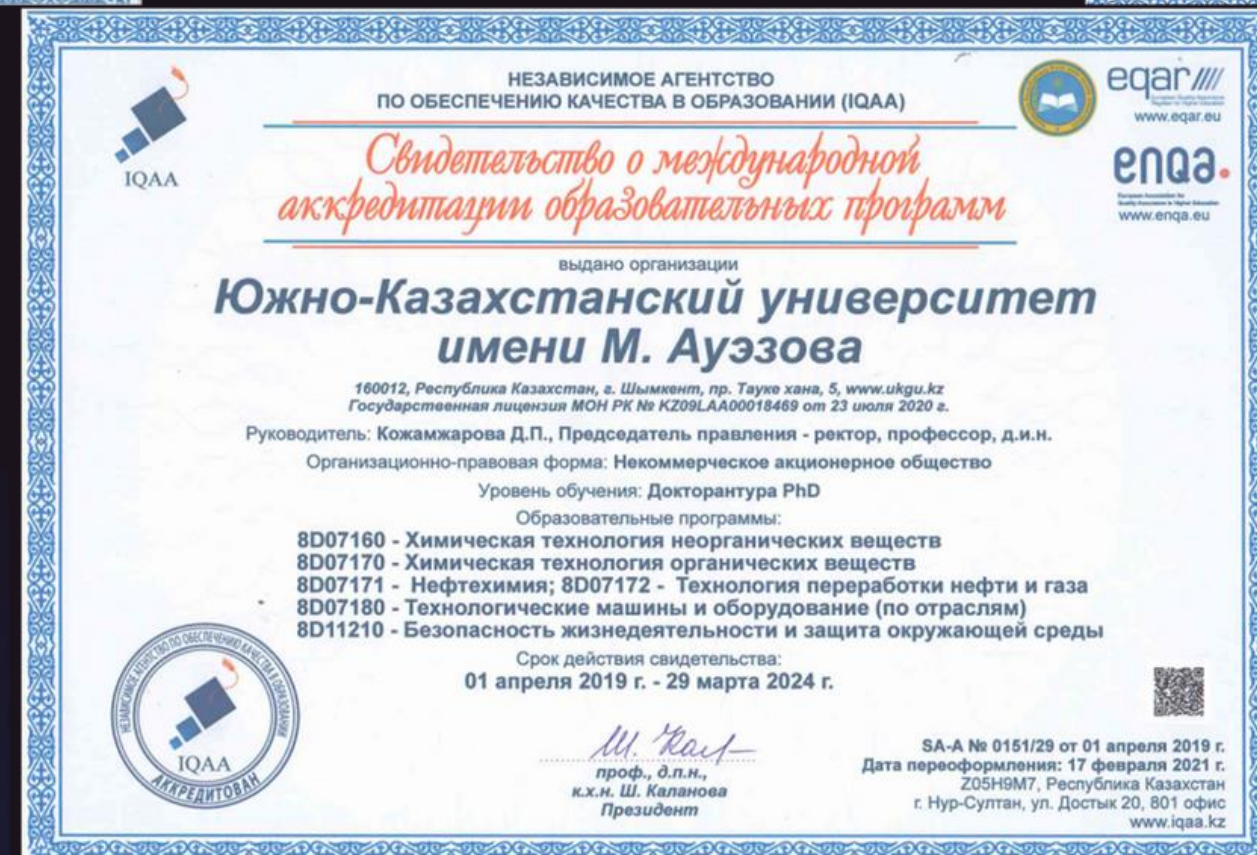 IQAA
НЕЗАВИСИМОЕ АГЕНТСТВО
ПО ОБЕСПЕЧЕНИЮ КАЧЕСТВА В ОБРАЗОВАНИИ (IQAA)
eqar
www.eqar.eu
enqa.
www.enqa.eu
Свидетельство о международной
аккредитации образовательных программ
выдано организации
Южно-Казахстанский университет
имени М. Ауэзова
160012, Республика Казахстан, г. Шымкент, пр. Тауке хана, 5, www.ukgu.kz
Государственная лицензия МОН РК № KZ09LAA00018469 от 23 июля 2020 г.
Руководитель: Кожамжарова Д.П., Председатель правления - ректор, профессор, д.и.н.
Организационно-правовая форма: Некоммерческое акционерное общество
Уровень обучения: Докторантура PhD
Образовательные программы:
8D07160 - Химическая технология неорганических веществ
8D07170 - Химическая технология органических веществ
8D07171 - Нефтехимия; 8D07172 - Технология переработки нефти и газа
8D07180 - Технологические машины и оборудование (по отраслям)
8D11210 - Безопасность жизнедеятельности и защита окружающей среды
Срок действия свидетельства:
01 апреля 2019 г. - 29 марта 2024 г.
НЕЗАВИСИМОЕ АГЕНТСТВО ПО ОБЕСПЕЧЕНИЮ КАЧЕСТВА В ОБРАЗОВАНИИ
IQAA
АККРЕДИТОВАН
проф., д.п.н.,
к.х.н. Ш. Каланова
Президент
SA-A № 0151/29 от 01 апреля 2019 г.
Дата переоформления: 17 февраля 2021 г.
Z05H9M7, Республика Казахстан
г. Нур-Султан, ул. Достык 20, 801 офис
www.iqaa.kz